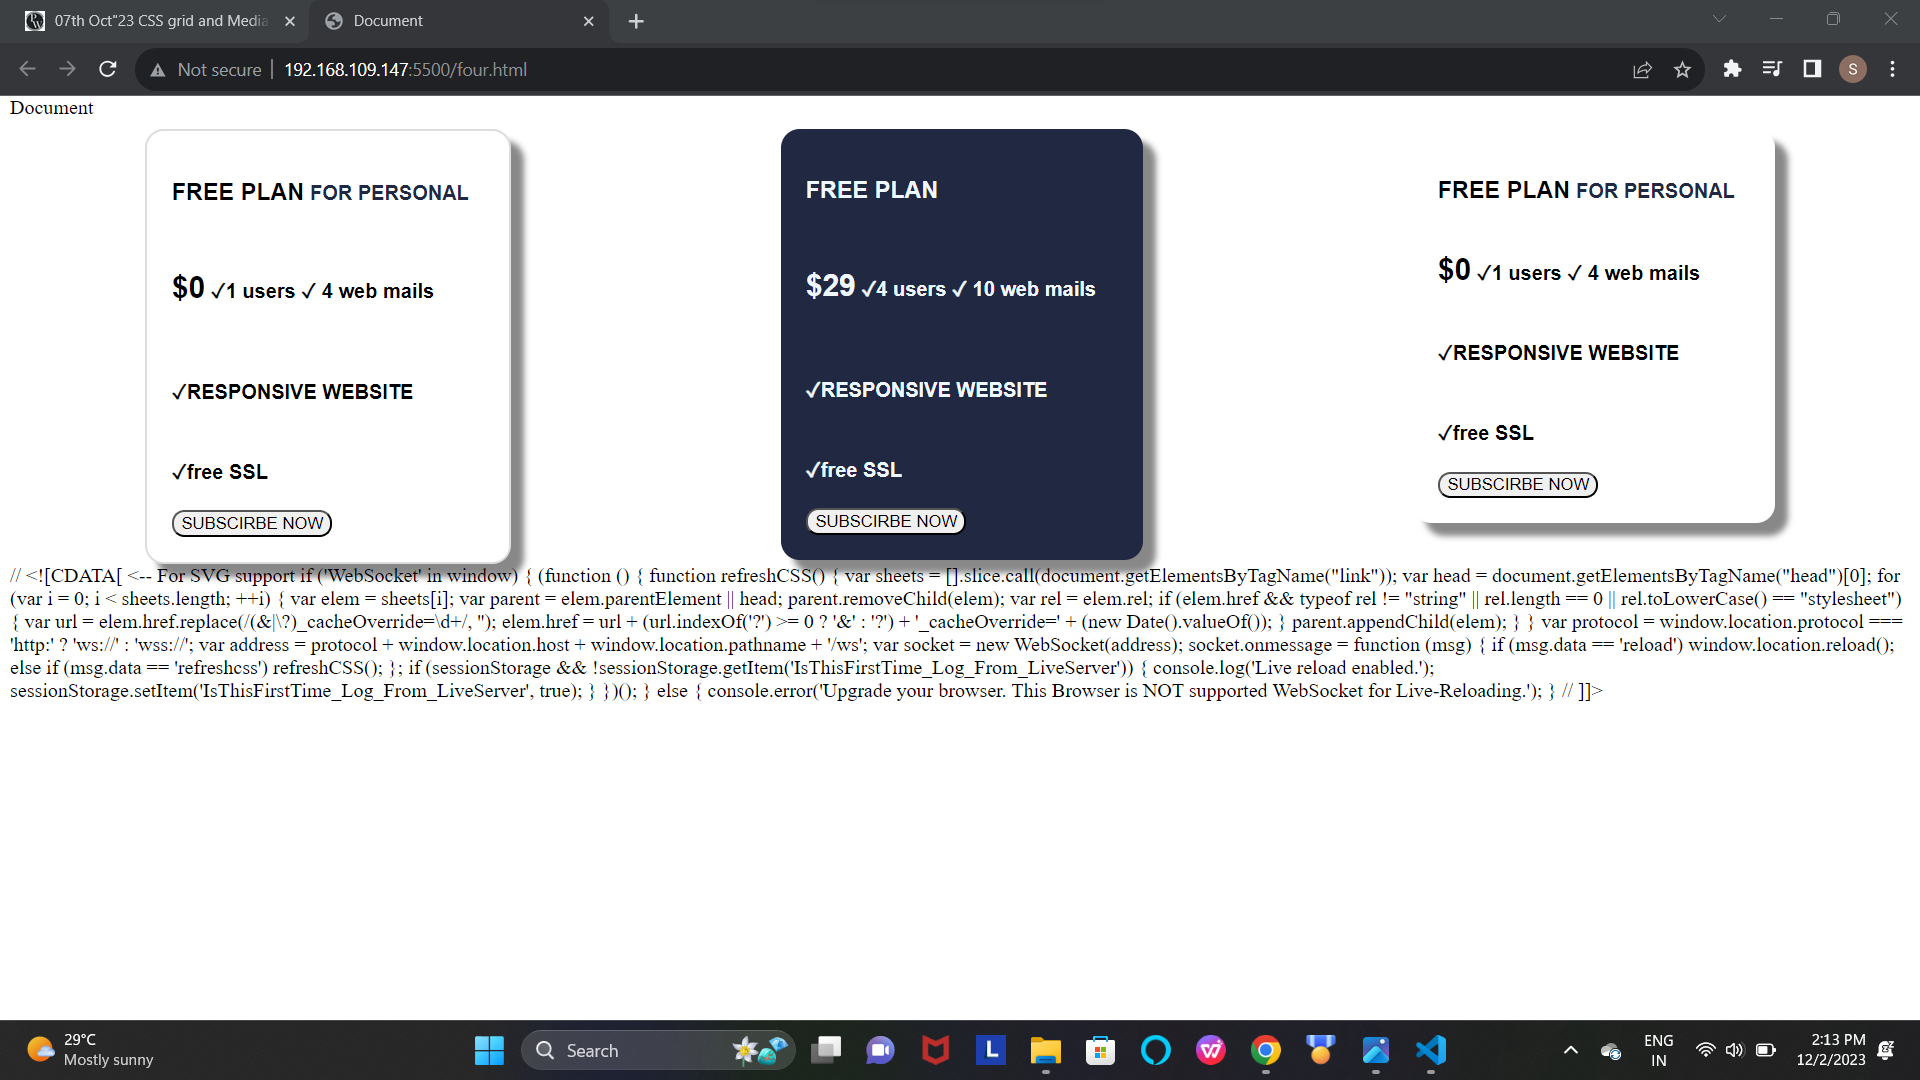 07th Oct"23 CSS grid and Media
Document
Not secure
192.168.109.147:5500/four.html
S
Document
FREE PLAN FOR PERSONAL
$0 ✓1 users ✓ 4 web mails
✓RESPONSIVE WEBSITE
✓free SSL
SUBSCIRBE NOW
FREE PLAN
$29 ✓4 users ✓ 10 web mails
✓RESPONSIVE WEBSITE
✓free SSL
SUBSCIRBE NOW
FREE PLAN FOR PERSONAL
$0 ✓1 users ✓ 4 web mails
✓RESPONSIVE WEBSITE
✓free SSL
SUBSCIRBE NOW
// <![CDATA[ <-- For SVG support if ('WebSocket' in window) { (function () { function refreshCSS() { var sheets = [].slice.call(document.getElementsByTagName("link")); var head = document.getElementsByTagName("head")[0]; for
(var i = 0; i < sheets.length; ++i) { var elem = sheets[i]; var parent = elem.parentElement || head; parent.removeChild(elem); var rel = elem.rel; if (elem.href && typeof rel != "string" || rel.length == 0 || rel.toLowerCase() == "stylesheet")
{ var url = elem.href.replace(/(&|\?)_cacheOverride=\d+/, ''); elem.href = url + (url.indexOf('?') >= 0 ? '&' : '?') + '_cacheOverride=' + (new Date().valueOf()); } parent.appendChild(elem); } } var protocol = window.location.protocol ===
'http:' ? 'ws://' : 'wss://'; var address = protocol + window.location.host + window.location.pathname + '/ws'; var socket = new WebSocket(address); socket.onmessage = function (msg) { if (msg.data == 'reload') window.location.reload();
else if (msg.data == 'refreshcss') refreshCSS(); }; if (sessionStorage && !sessionStorage.getItem('IsThisFirstTime_Log_From_LiveServer')) { console.log('Live reload enabled.');
sessionStorage.setItem('IsThisFirstTime_Log_From_LiveServer', true); } })(); } else { console.error('Upgrade your browser. This Browser is NOT supported WebSocket for Live-Reloading.'); } // ]]>
29°C
Mostly sunny
Search
L
ENG
IN
2:13 PM
12/2/2023